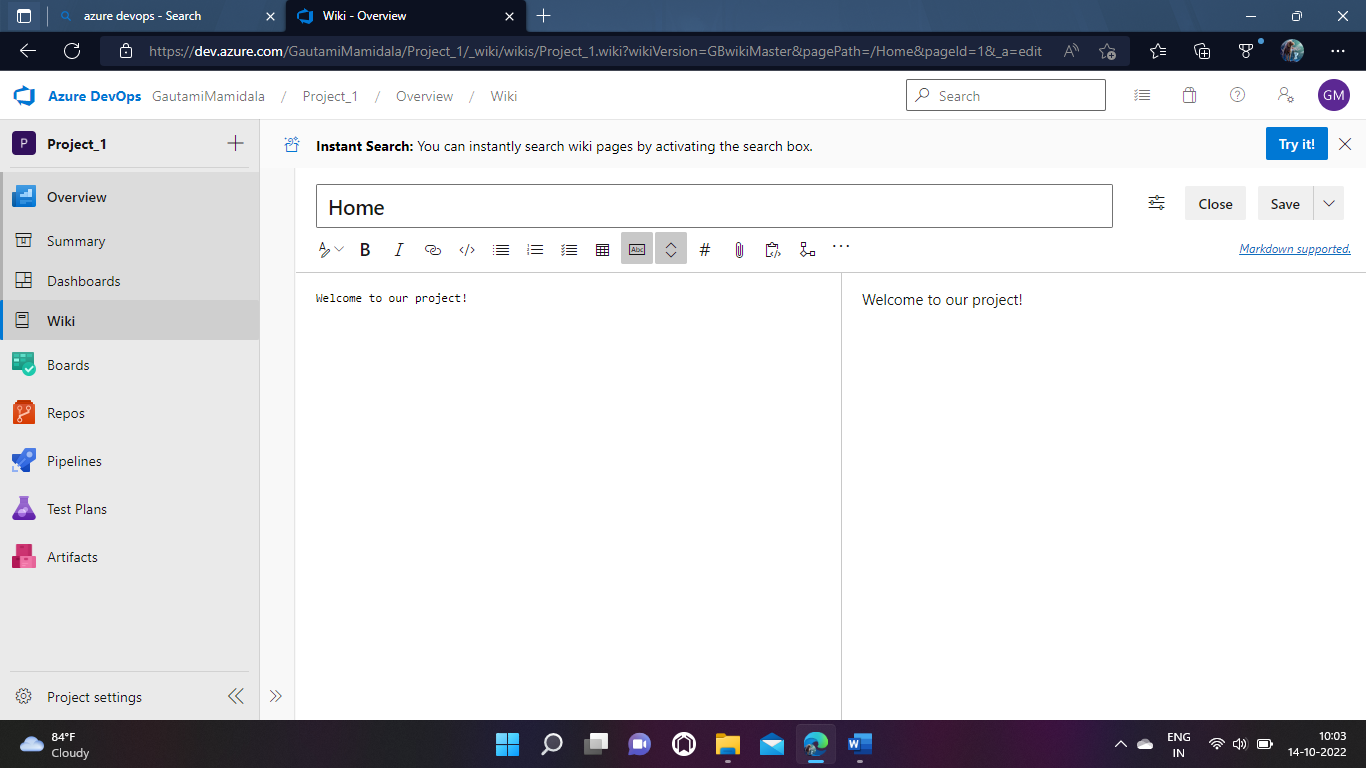 azure devops - Search
Wiki - Overview
https://dev.azure.com/GautamiMamidala/Project_1/_wiki/wikis/Project_1.wiki?wikiVersion=GBwikiMaster&pagePath=/Home&pageId=1&_a=edit
Azure DevOps GautamiMamidala / Project_1 / Overview / Wiki
Search
GM
P Project_1
Instant Search: You can instantly search wiki pages by activating the search box.
Try it!
Overview
Summary
Dashboards
Wiki
Boards
Repos
Pipelines
Test Plans
Artifacts
Project settings
Home
Close
Save
B I </> Abc #
Markdown supported.
Welcome to our project!
Welcome to our project!
84°F
Cloudy
ENG
IN
10:03
14-10-2022